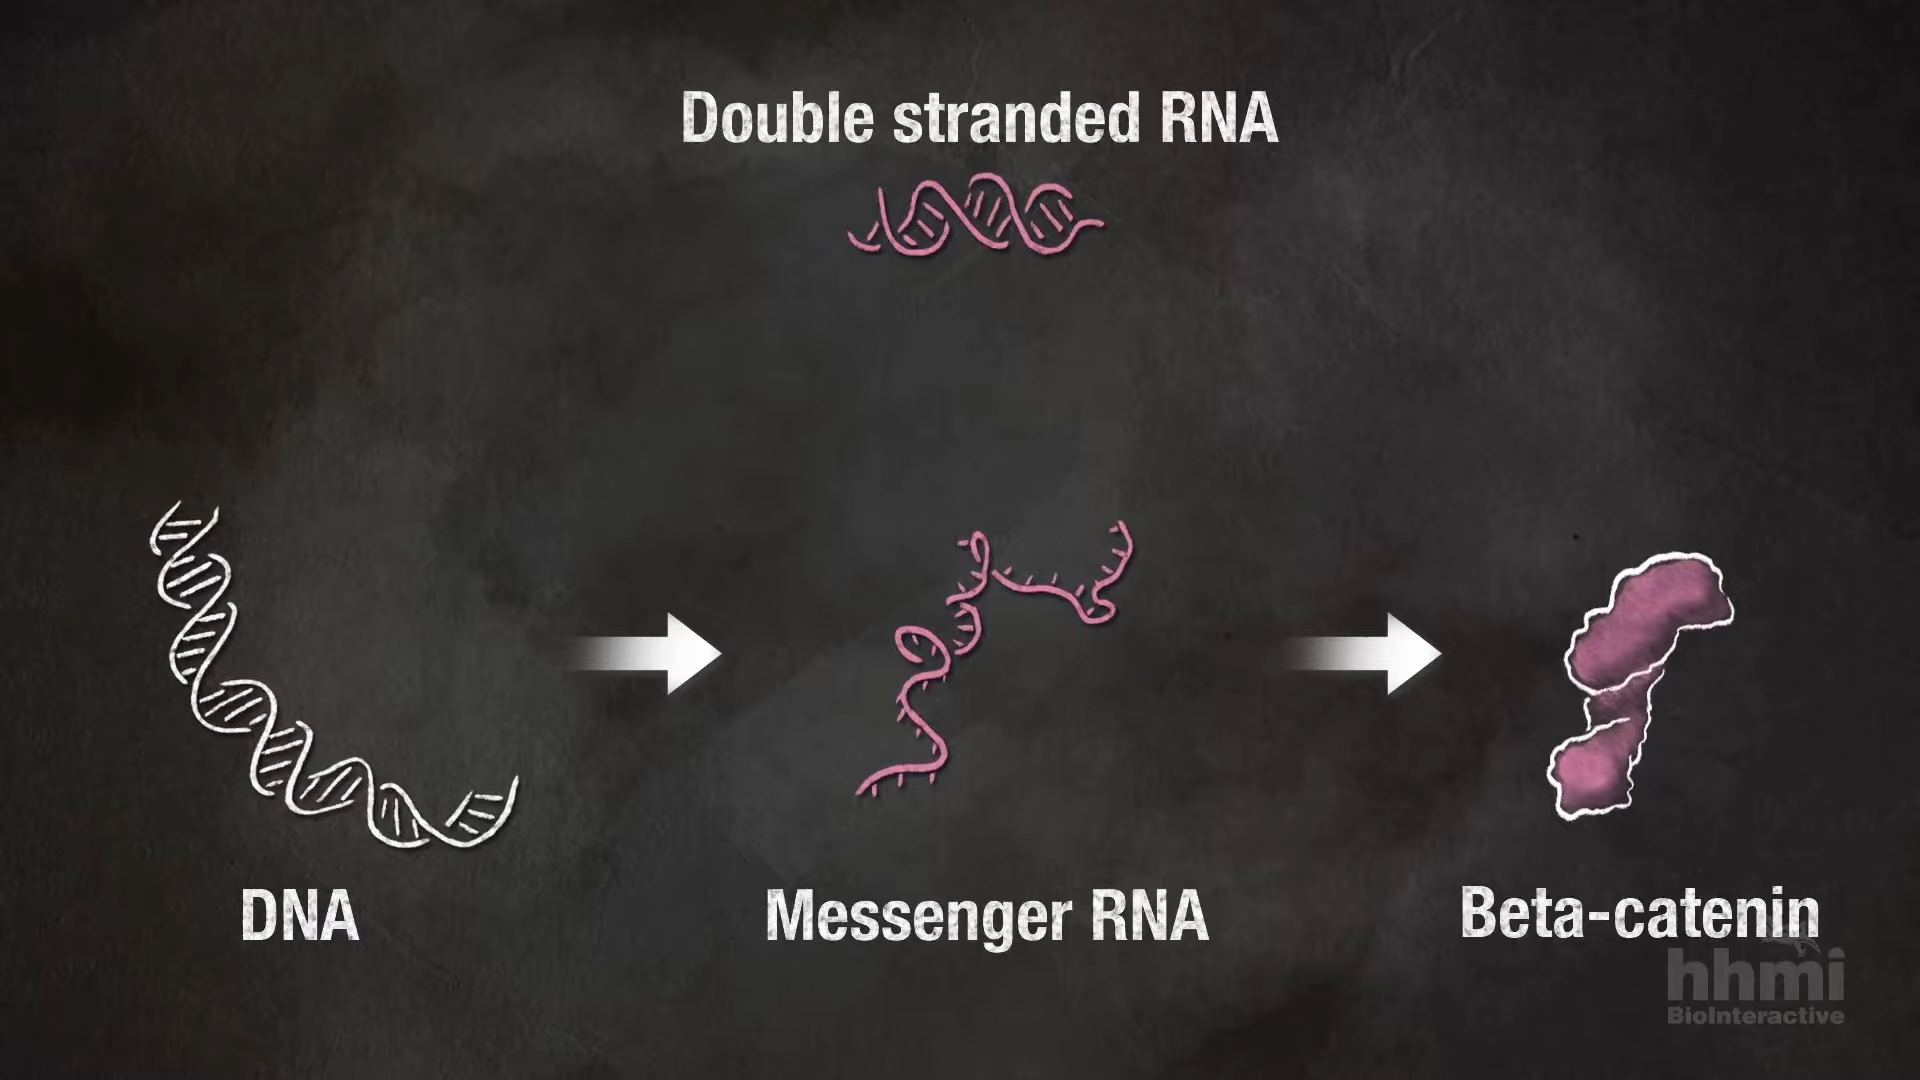 Double stranded RNA
DNA
Messenger RNA
Beta-catenin
hhmi
BioInteractive